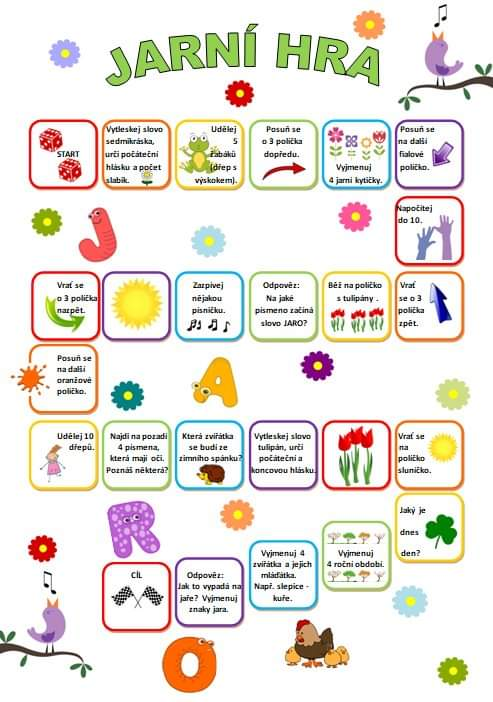 JARNÍ HRA
START
Vytleskej slovo
sedmikráska,
urči počáteční
hlásku a počet
slabik.
Udělej
5
žabáků
(dřep s
výskokem).
Posuň se
o 3 políčka
dopředu.
Vyjmenuj
4 jarní kytičky.
Posuň se
na další
fialové
políčko.
Napočítej
do 10.
Vrať se
o 3 políčka
zpět.
Běž na políčko
s tulipány .
Odpověz:
Na jaké
písmeno začíná
slovo JARO?
Zazpívej
nějakou
písničku.
Vrať se
o 3 políčka
nazpět.
Posuň se
na další
oranžové
políčko.
Udělej 10
dřepů.
Najdi na pozadí
4 písmena,
která mají oči.
Poznáš některá?
Která zvířátka
se budí ze
zimního spánku?
Vytleskej slovo
tulipán, urči
počáteční a
koncovou hlásku.
Vrať se
na
políčko
sluníčko.
Jaký je
dnes
den?
Vyjmenuj
4 roční období.
Vyjmenuj 4
zvířátka a jejich
mláďátka.
Např. slepice -
kuře.
Odpověz:
Jak to vypadá na
jaře? Vyjmenuj
znaky jara.
CÍL
J
A
R
O